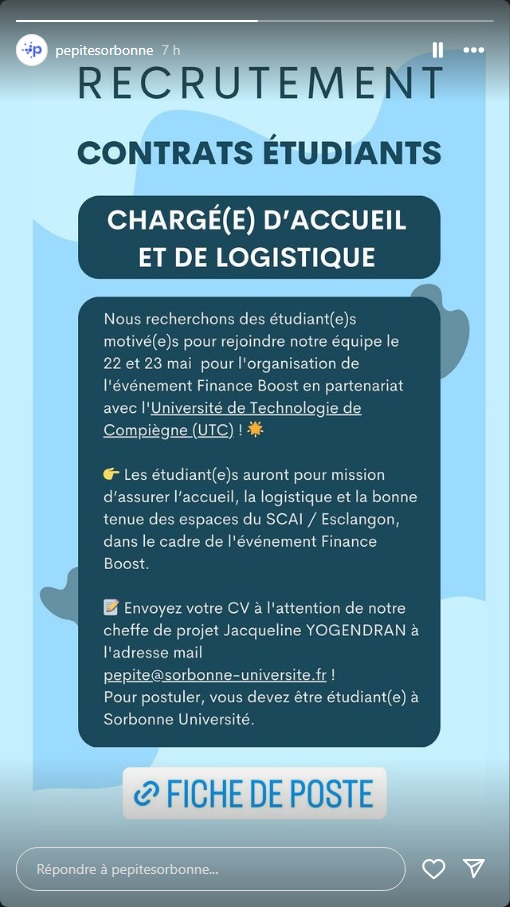 pepitesorbonne 7 h
RECRUTEMENT
CONTRATS ÉTUDIANTS
CHARGÉ(E) D'ACCUEIL
ET DE LOGISTIQUE
Nous recherchons des étudiant(e)s
motivé(e)s pour rejoindre notre équipe le
22 et 23 mai pour l'organisation de
l'événement Finance Boost en partenariat
avec l'Université de Technologie de
Compiègne (UTC) ! ☀️
👉 Les étudiant(e)s auront pour mission
d'assurer l'accueil, la logistique et la bonne
tenue des espaces du SCAI / Esclangon,
dans le cadre de l'événement Finance
Boost.
📝 Envoyez votre CV à l'attention de notre
cheffe de projet Jacqueline YOGENDRAN à
l'adresse mail
pepite@sorbonne-universite.fr !
Pour postuler, vous devez être étudiant(e) à
Sorbonne Université.
FICHE DE POSTE
Répondre à pepitesorbonne...